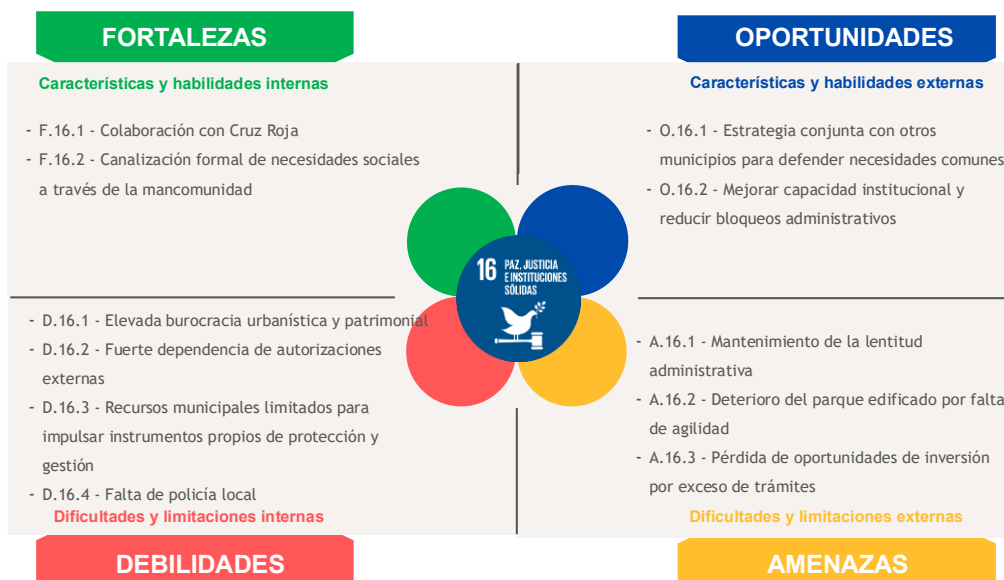 FORTALEZAS
Características y habilidades internas
- F.16.1 - Colaboración con Cruz Roja
- F.16.2 - Canalización formal de necesidades sociales
a través de la mancomunidad
OPORTUNIDADES
Características y habilidades externas
- O.16.1 - Estrategia conjunta con otros
municipios para defender necesidades comunes
- O.16.2 - Mejorar capacidad institucional y
reducir bloqueos administrativos
16 PAZ, JUSTICIA
E INSTITUCIONES
SÓLIDAS
- D.16.1 - Elevada burocracia urbanística y patrimonial
- D.16.2 - Fuerte dependencia de autorizaciones
externas
- D.16.3 - Recursos municipales limitados para
impulsar instrumentos propios de protección y
gestión
- D.16.4 - Falta de policía local
Dificultades y limitaciones internas
DEBILIDADES
- A.16.1 - Mantenimiento de la lentitud
administrativa
- A.16.2 - Deterioro del parque edificado por falta
de agilidad
- A.16.3 - Pérdida de oportunidades de inversión
por exceso de trámites
Dificultades y limitaciones externas
AMENAZAS